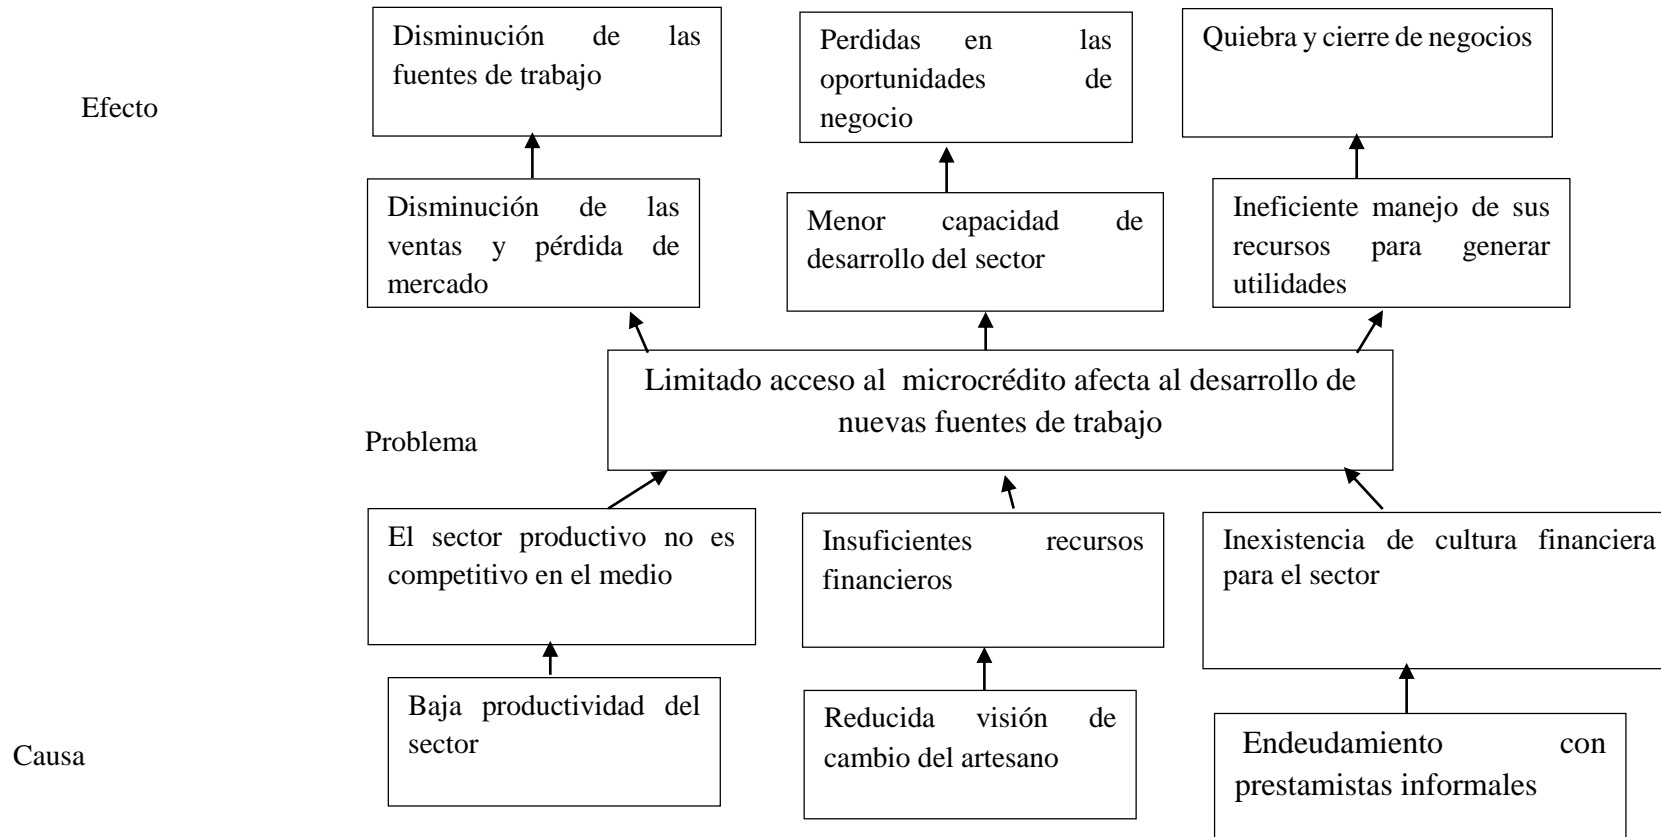 Disminución de las
fuentes de trabajo
Perdidas en las
oportunidades de
negocio
Quiebra y cierre de negocios
Efecto
Disminución de las
ventas y pérdida de
mercado
Menor capacidad de
desarrollo del sector
Ineficiente manejo de sus
recursos para generar
utilidades
Limitado acceso al microcrédito afecta al desarrollo de
nuevas fuentes de trabajo
Problema
El sector productivo no es
competitivo en el medio
Insuficientes recursos
financieros
Inexistencia de cultura financiera
para el sector
Baja productividad del
sector
Reducida visión de
cambio del artesano
Endeudamiento con
prestamistas informales
Causa